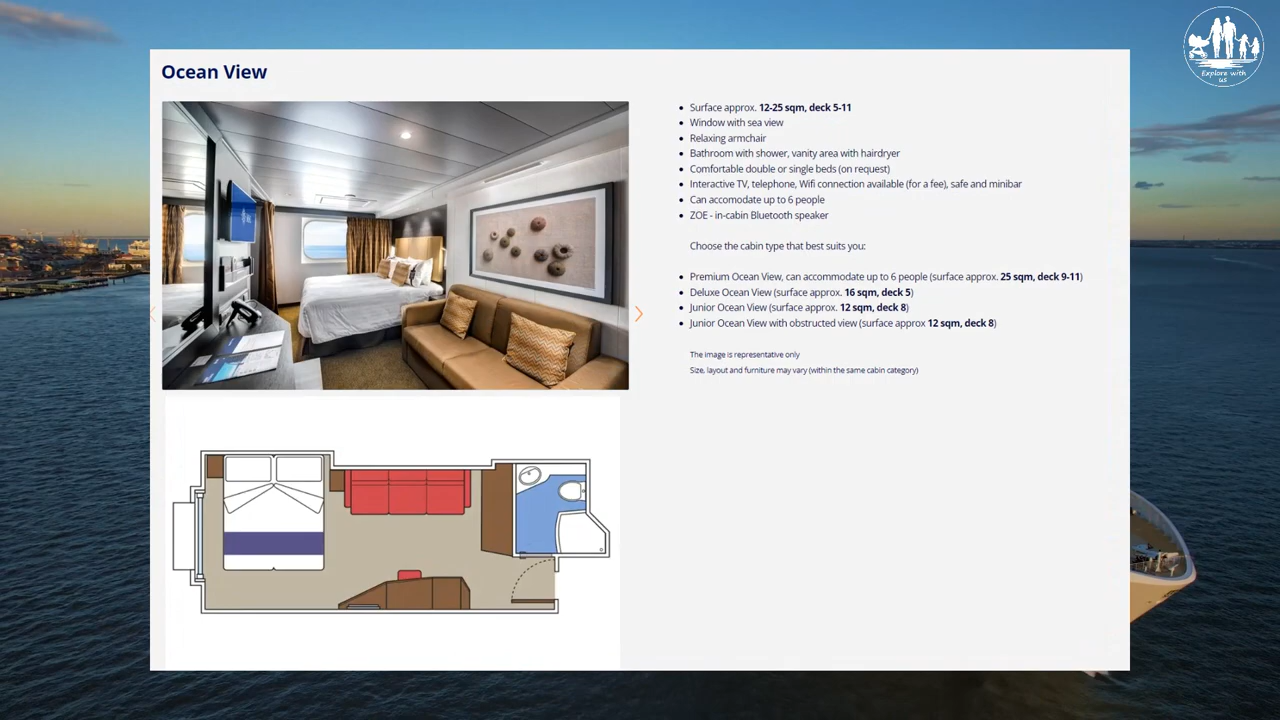 Explore with
us
Ocean View
Surface approx. 12-25 sqm, deck 5-11
Window with sea view
Relaxing armchair
Bathroom with shower, vanity area with hairdryer
Comfortable double or single beds (on request)
Interactive TV, telephone, Wifi connection available (for a fee), safe and minibar
Can accomodate up to 6 people
ZOE - in-cabin Bluetooth speaker
Choose the cabin type that best suits you:
Premium Ocean View, can accommodate up to 6 people (surface approx. 25 sqm, deck 9-11)
Deluxe Ocean View (surface approx. 16 sqm, deck 5)
Junior Ocean View (surface approx. 12 sqm, deck 8)
Junior Ocean View with obstructed view (surface approx 12 sqm, deck 8)
The image is representative only
Size, layout and furniture may vary (within the same cabin category)